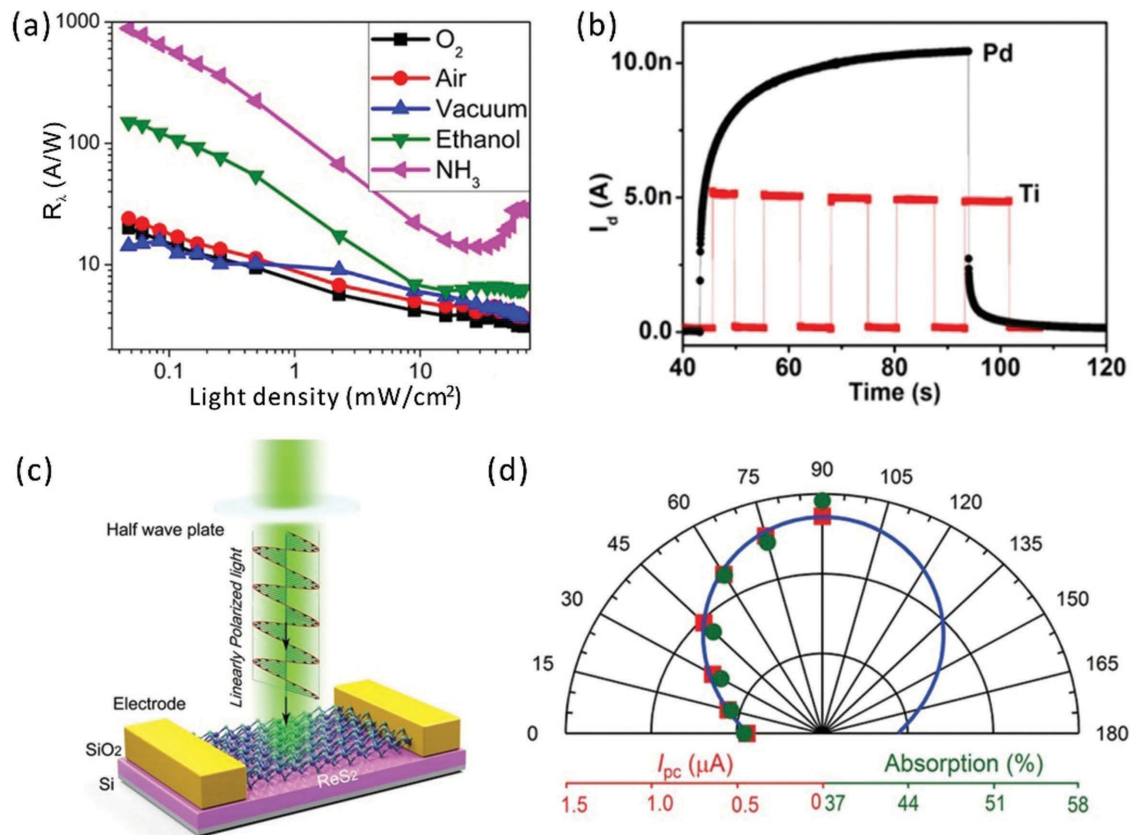 (a)
1000
100
10
R_λ (A/W)
O₂
Air
Vacuum
Ethanol
NH₃
0.1
1
10
Light density (mW/cm²)
(b)
10.0n
5.0n
0.0
I_d (A)
Pd
Ti
40
60
80
100
120
Time (s)
(c)
Half wave plate
Linearly Polarized light
Electrode
SiO₂
Si
ReS₂
(d)
0
15
30
45
60
75
90
105
120
135
150
165
180
I_pc (μA)
Absorption (%)
1.5
1.0
0.5
0
37
44
51
58